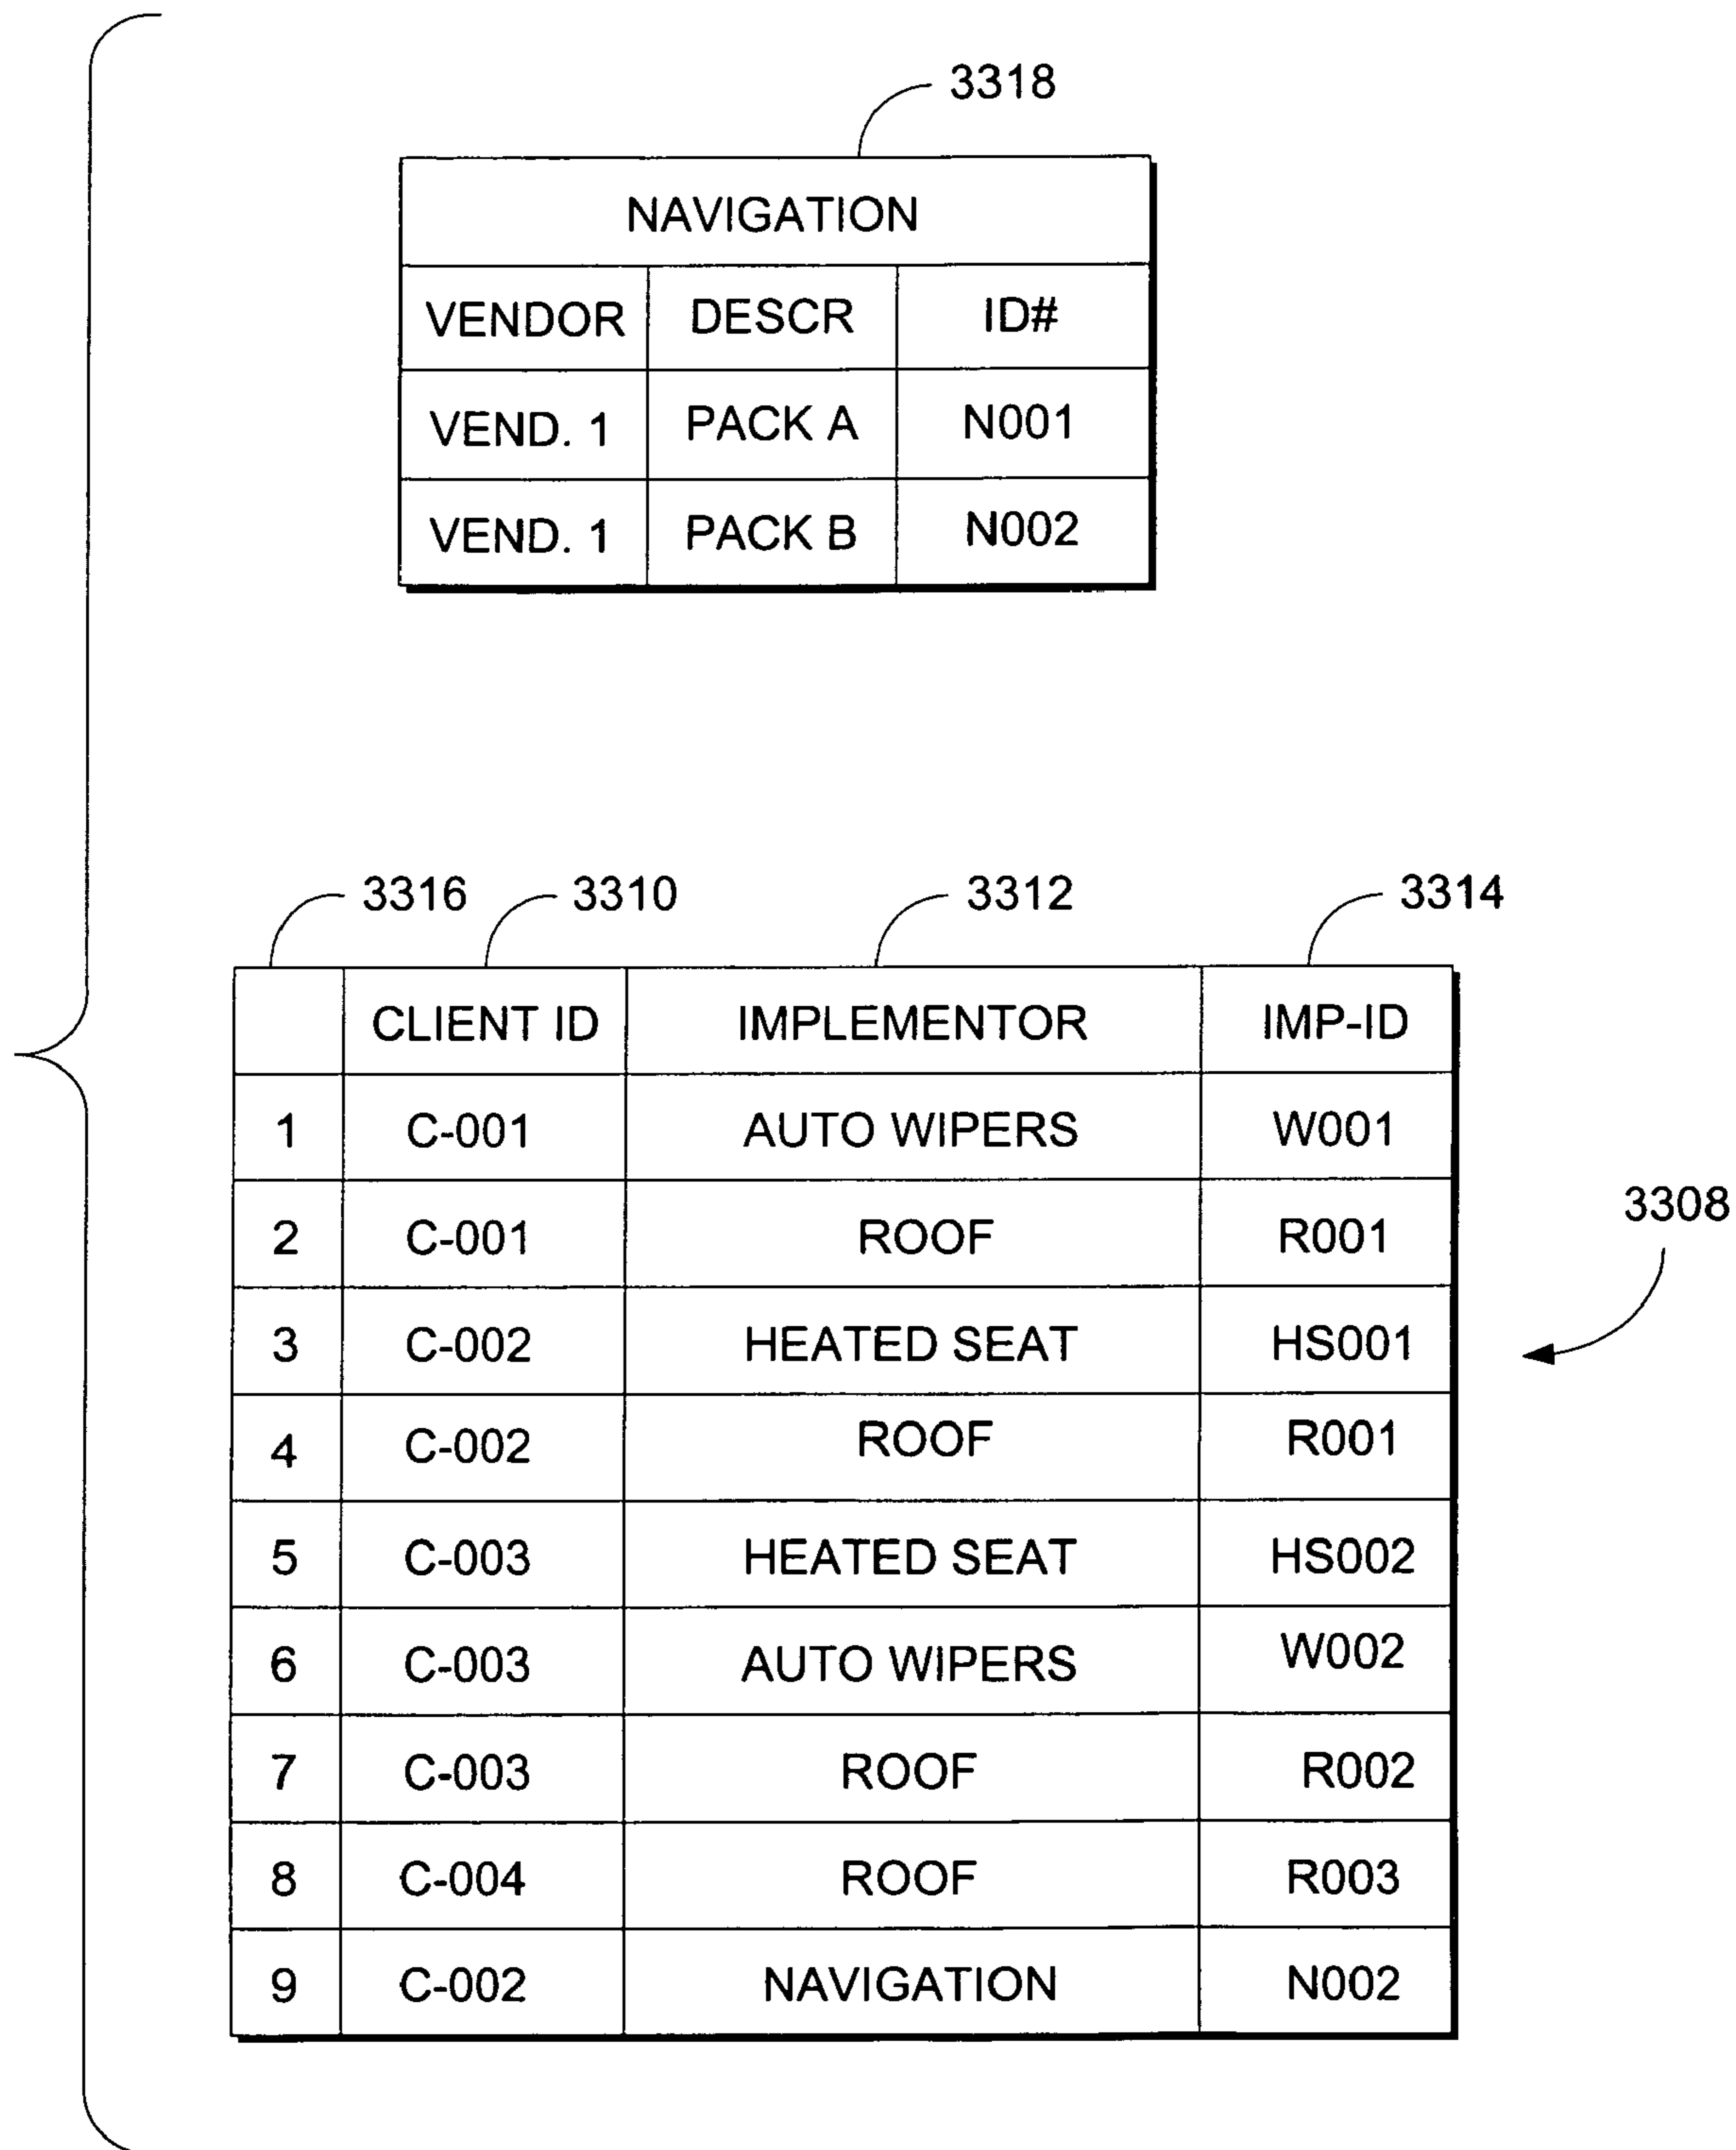 3318
NAVIGATION
VENDOR DESCR ID#
VEND. 1 PACK A N001
VEND. 1 PACK B N002
3316 3310 3312 3314
CLIENT ID IMPLEMENTOR IMP-ID
1 C-001 AUTO WIPERS W001
2 C-001 ROOF R001
3308
3 C-002 HEATED SEAT HS001
4 C-002 ROOF R001
5 C-003 HEATED SEAT HS002
6 C-003 AUTO WIPERS W002
7 C-003 ROOF R002
8 C-004 ROOF R003
9 C-002 NAVIGATION N002